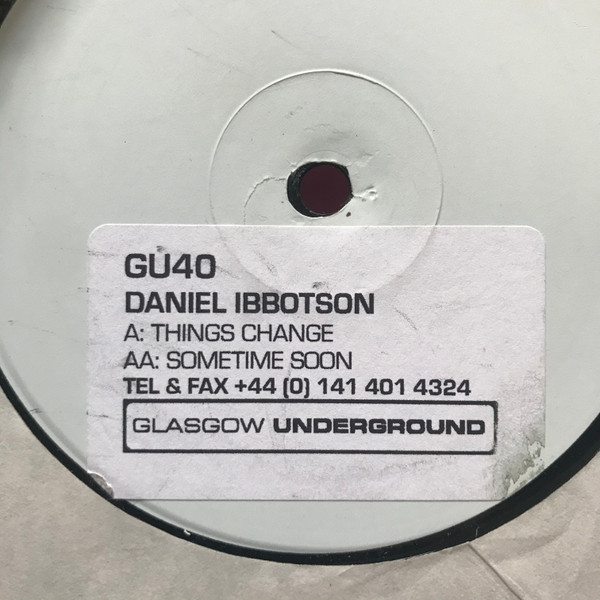 GU40
DANIEL IBBOTSON
A: THINGS CHANGE
AA: SOMETIME SOON
TEL & FAX +44 (0) 141 401 4324
GLASGOW UNDERGROUND